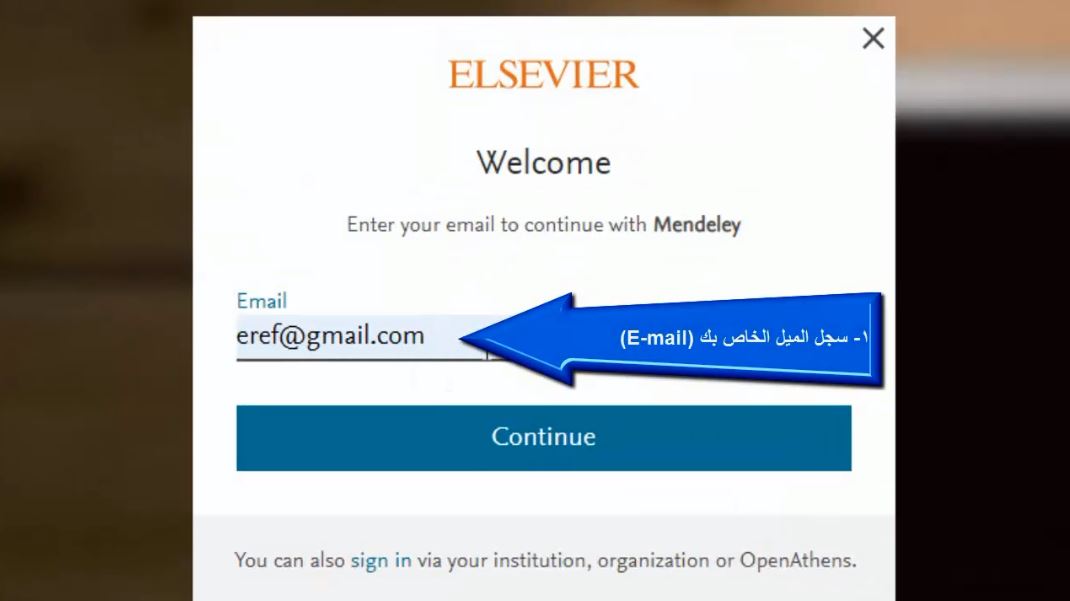 ELSEVIER
Welcome
Enter your email to continue with Mendeley
Email
eref@gmail.com
١- سجل الميل الخاص بك (E-mail)
Continue
You can also sign in via your institution, organization or OpenAthens.